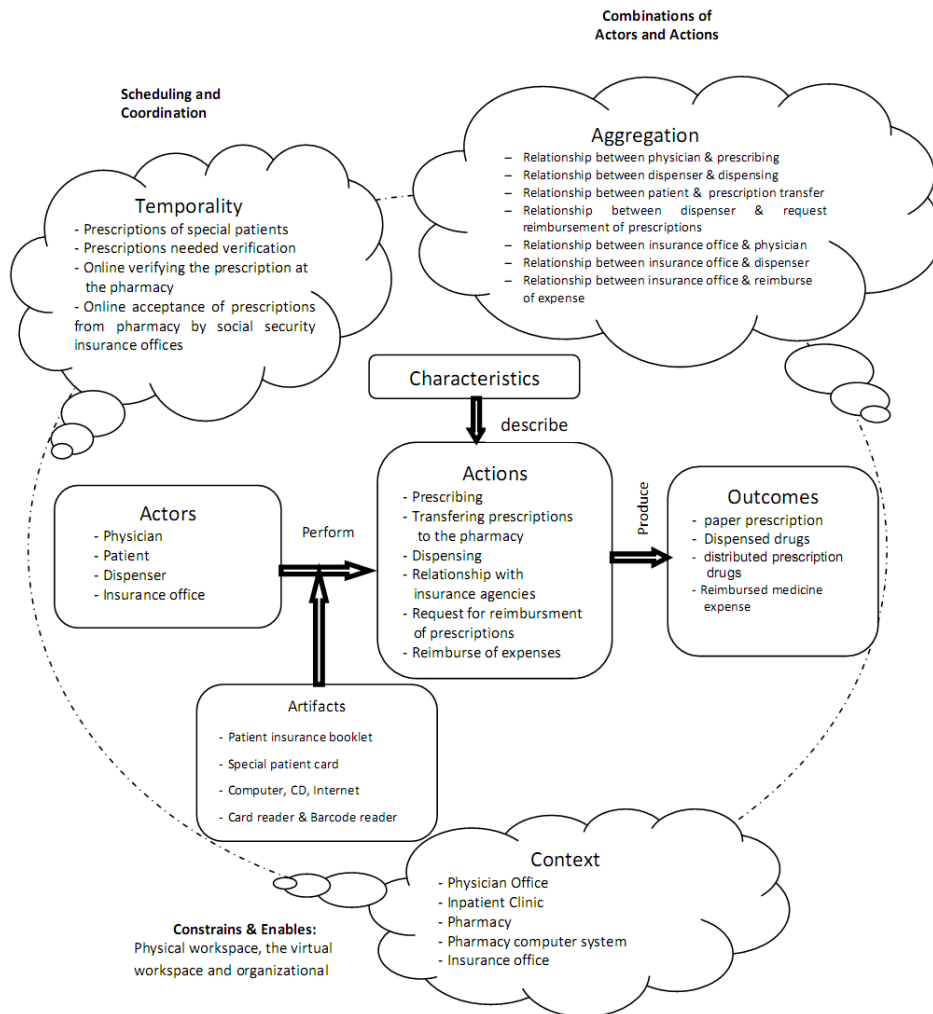 Combinations of
Actors and Actions
Scheduling and
Coordination
Aggregation
– Relationship between physician & prescribing
– Relationship between dispenser & dispensing
– Relationship between patient & prescription transfer
– Relationship between dispenser & request
reimbursement of prescriptions
– Relationship between insurance office & physician
– Relationship between insurance office & dispenser
– Relationship between insurance office & reimburse
of expense
Temporality
- Prescriptions of special patients
- Prescriptions needed verification
- Online verifying the prescription at
the pharmacy
- Online acceptance of prescriptions
from pharmacy by social security
insurance offices
Characteristics
describe
Actors
- Physician
- Patient
- Dispenser
- Insurance office
Perform
Actions
- Prescribing
- Transfering prescriptions
to the pharmacy
- Dispensing
- Relationship with
insurance agencies
- Request for reimbursment
of prescriptions
- Reimburse of expenses
Produce
Outcomes
- paper prescription
- Dispensed drugs
- distributed prescription
drugs
- Reimbursed medicine
expense
Artifacts
- Patient insurance booklet
- Special patient card
- Computer, CD, Internet
- Card reader & Barcode reader
Context
- Physician Office
- Inpatient Clinic
- Pharmacy
- Pharmacy computer system
- Insurance office
Constrains & Enables:
Physical workspace, the virtual
workspace and organizational